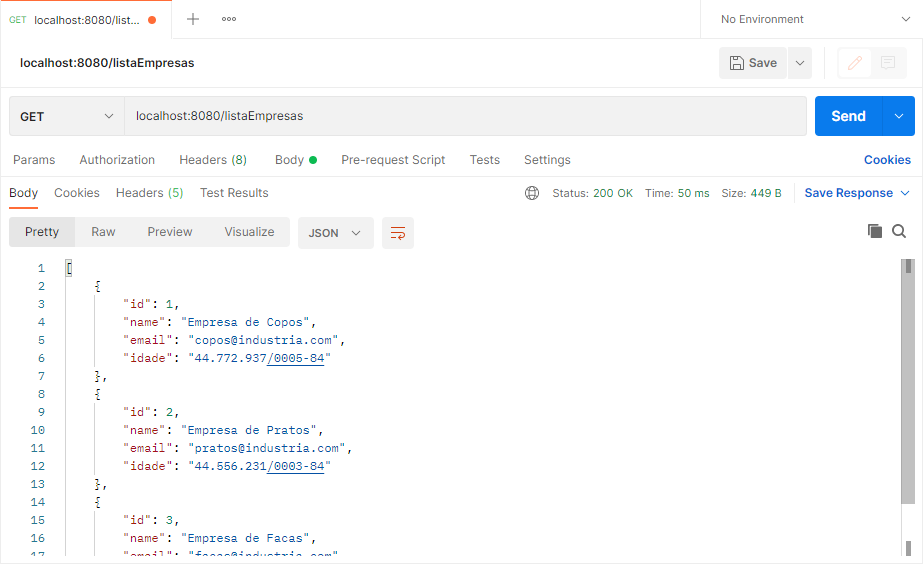 GET localhost:8080/list...
No Environment
localhost:8080/listaEmpresas
Save
GET localhost:8080/listaEmpresas Send
Params Authorization Headers (8) Body Pre-request Script Tests Settings Cookies
Body Cookies Headers (5) Test Results Status: 200 OK Time: 50 ms Size: 449 B Save Response
Pretty Raw Preview Visualize JSON
1 [
2 {
3 "id": 1,
4 "name": "Empresa de Copos",
5 "email": "copos@industria.com",
6 "idade": "44.772.937/0005-84"
7 },
8 {
9 "id": 2,
10 "name": "Empresa de Pratos",
11 "email": "pratos@industria.com",
12 "idade": "44.556.231/0003-84"
13 },
14 {
15 "id": 3,
16 "name": "Empresa de Facas",
17 "email": "facas@industria.com"